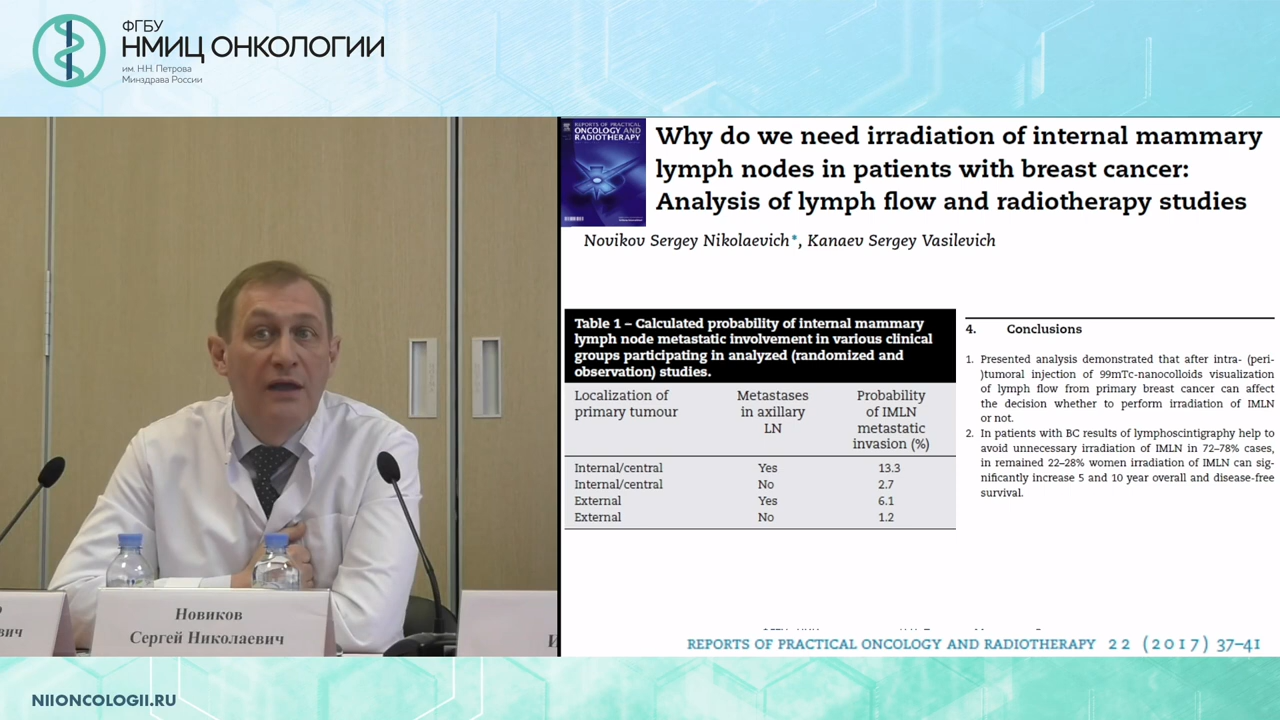 ФГБУ
НМИЦ ОНКОЛОГИИ
им. Н.Н. Петрова
Минздрава России
REPORTS OF PRACTICAL
ONCOLOGY AND
RADIOTHERAPY
Why do we need irradiation of internal mammary
lymph nodes in patients with breast cancer:
Analysis of lymph flow and radiotherapy studies
Novikov Sergey Nikolaevich*, Kanaev Sergey Vasilevich
Table 1 – Calculated probability of internal mammary
lymph node metastatic involvement in various clinical
groups participating in analyzed (randomized and
observation) studies.
Localization of primary tumour | Metastases in axillary LN | Probability of IMLN metastatic invasion (%)
Internal/central Yes 13.3
Internal/central No 2.7
External Yes 6.1
External No 1.2
4. Conclusions
1. Presented analysis demonstrated that after intra- (peri-
)tumoral injection of 99mTc-nanocolloids visualization
of lymph flow from primary breast cancer can affect
the decision whether to perform irradiation of IMLN
or not.
2. In patients with BC results of lymphoscintigraphy help to
avoid unnecessary irradiation of IMLN in 72–78% cases,
in remained 22–28% women irradiation of IMLN can sig-
nificantly increase 5 and 10 year overall and disease-free
survival.
REPORTS OF PRACTICAL ONCOLOGY AND RADIOTHERAPY 22 (2017) 37–41
вич
Новиков
Сергей Николаевич
И
NIIONCOLOGII.RU